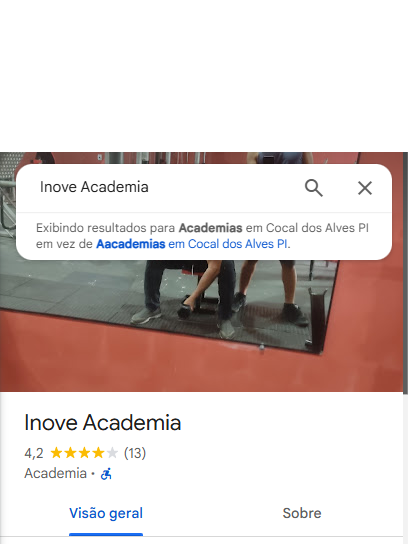 Inove Academia
Exibindo resultados para Academias em Cocal dos Alves PI
em vez de Aacademias em Cocal dos Alves PI.
Inove Academia
4,2 (13)
Academia ·
Visão geral
Sobre